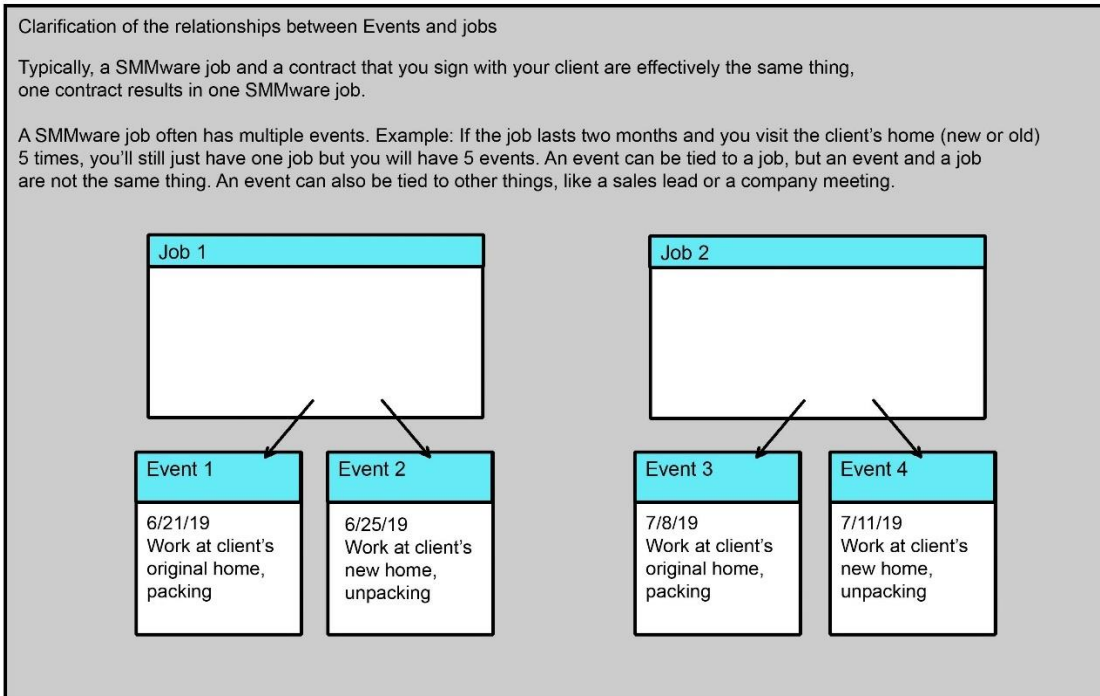 Clarification of the relationships between Events and jobs
Typically, a SMMware job and a contract that you sign with your client are effectively the same thing,
one contract results in one SMMware job.
A SMMware job often has multiple events. Example: If the job lasts two months and you visit the client's home (new or old)
5 times, you'll still just have one job but you will have 5 events. An event can be tied to a job, but an event and a job
are not the same thing. An event can also be tied to other things, like a sales lead or a company meeting.
Job 1
Event 1
6/21/19
Work at client's
original home,
packing
Event 2
6/25/19
Work at client's
new home,
unpacking
Job 2
Event 3
7/8/19
Work at client's
original home,
packing
Event 4
7/11/19
Work at client's
new home,
unpacking